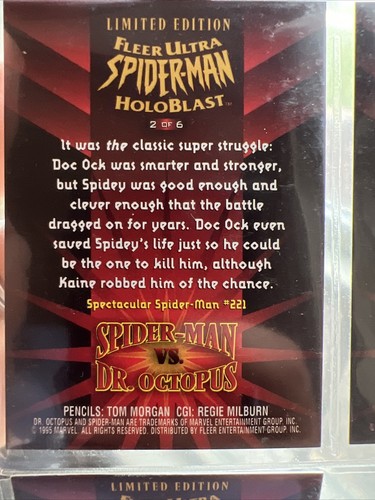 LIMITED EDITION
FLEER ULTRA
SPIDER-MAN
HOLOBLAST™
2 OF 6
It was the classic super struggle:
Doc Ock was smarter and stronger,
but Spidey was good enough and
clever enough that the battle
dragged on for years. Doc Ock even
saved Spidey's life just so he could
be the one to kill him, although
Kaine robbed him of the chance.
Spectacular Spider-Man #221
SPIDER-MAN
VS.
DR. OCTOPUS
PENCILS: TOM MORGAN CGI: REGIE MILBURN
DR. OCTOPUS AND SPIDER-MAN ARE TRADEMARKS OF MARVEL ENTERTAINMENT GROUP, INC.
© 1995 MARVEL. ALL RIGHTS RESERVED. DISTRIBUTED BY FLEER ENTERTAINMENT GROUP, INC.
LIMITED EDITION
FLEER ULTRA